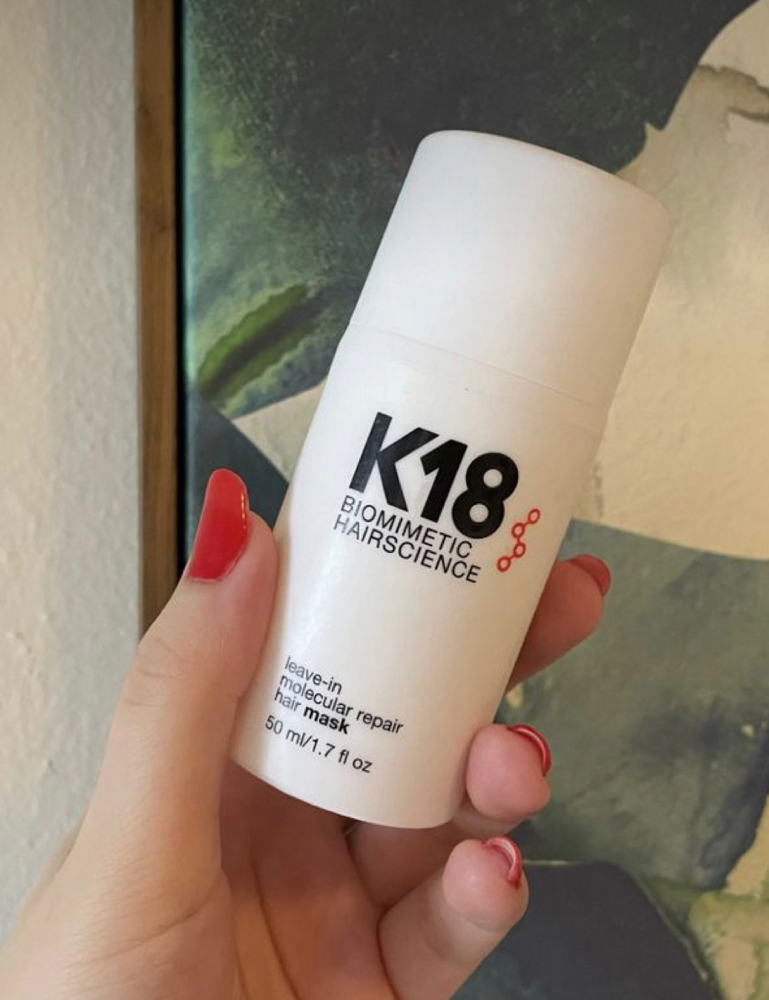 K18
BIOMIMETIC
HAIRSCIENCE
leave-in
molecular repair
hair mask
50 ml/1.7 fl oz